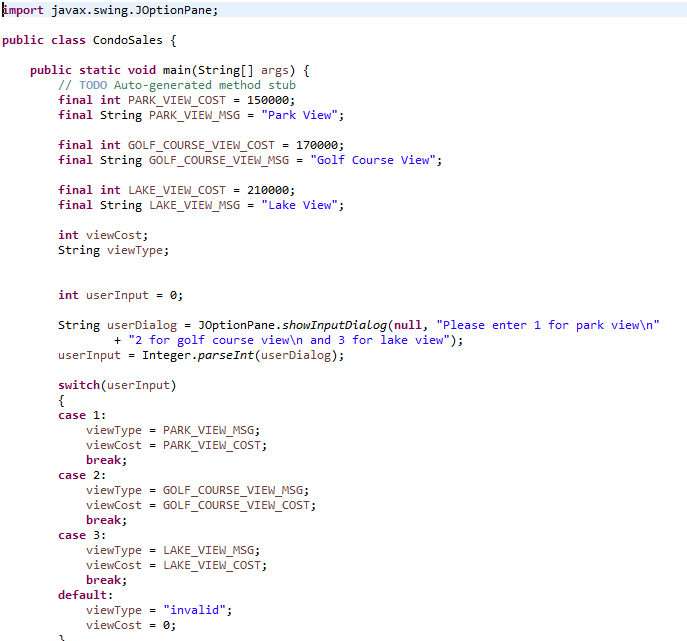 import javax.swing.JOptionPane;
public class CondoSales {
public static void main(String[] args) {
// TODO Auto-generated method stub
final int PARK_VIEW_COST = 150000;
final String PARK_VIEW_MSG = "Park View";
final int GOLF_COURSE_VIEW_COST = 170000;
final String GOLF_COURSE_VIEW_MSG = "Golf Course View";
final int LAKE_VIEW_COST = 210000;
final String LAKE_VIEW_MSG = "Lake View";
int viewCost;
String viewType;
int userInput = 0;
String userDialog = JOptionPane.showInputDialog(null, "Please enter 1 for park view\n"
+ "2 for golf course view\n and 3 for lake view");
userInput = Integer.parseInt(userDialog);
switch(userInput)
{
case 1:
viewType = PARK_VIEW_MSG;
viewCost = PARK_VIEW_COST;
break;
case 2:
viewType = GOLF_COURSE_VIEW_MSG;
viewCost = GOLF_COURSE_VIEW_COST;
break;
case 3:
viewType = LAKE_VIEW_MSG;
viewCost = LAKE_VIEW_COST;
break;
default:
viewType = "invalid";
viewCost = 0;
}